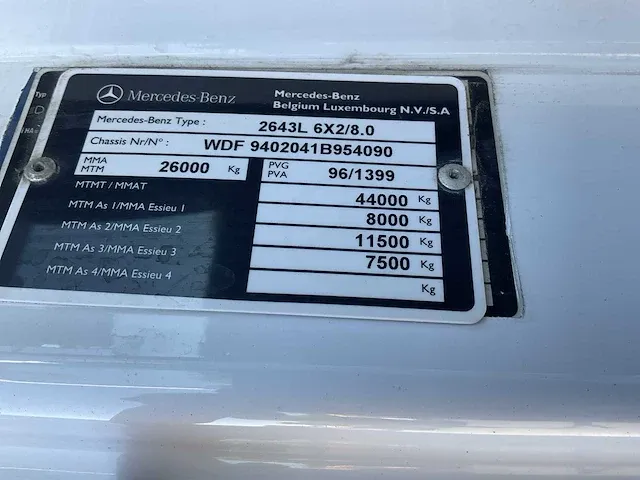 Mercedes-Benz
Mercedes-Benz
Belgium Luxembourg N.V./S.A
Mercedes-Benz Type : 2643L 6X2/8.0
Chassis Nr/N° : WDF 9402041B954090
MMA
MTM 26000 Kg
PVG
PVA 96/1399
MTMT / MMAT 44000 Kg
MTM As 1/MMA Essieu 1 8000 Kg
MTM As 2/MMA Essieu 2 11500 Kg
MTM As 3/MMA Essieu 3 7500 Kg
MTM As 4/MMA Essieu 4 Kg
Typ